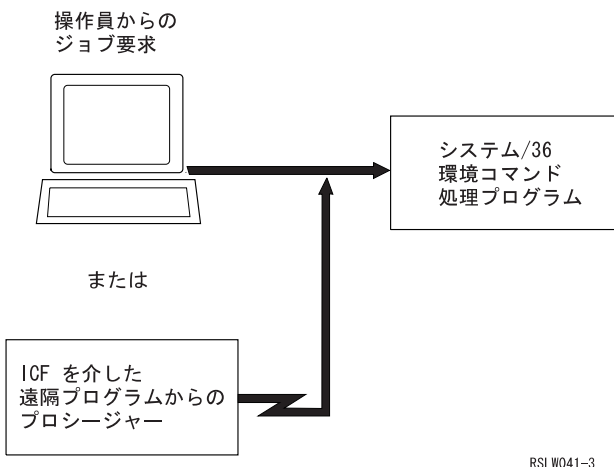 操作員からの
ジョブ要求
システム/36
環境コマンド
処理プログラム
または
ICF を介した
遠隔プログラムからの
プロシージャー
RSLW041-3